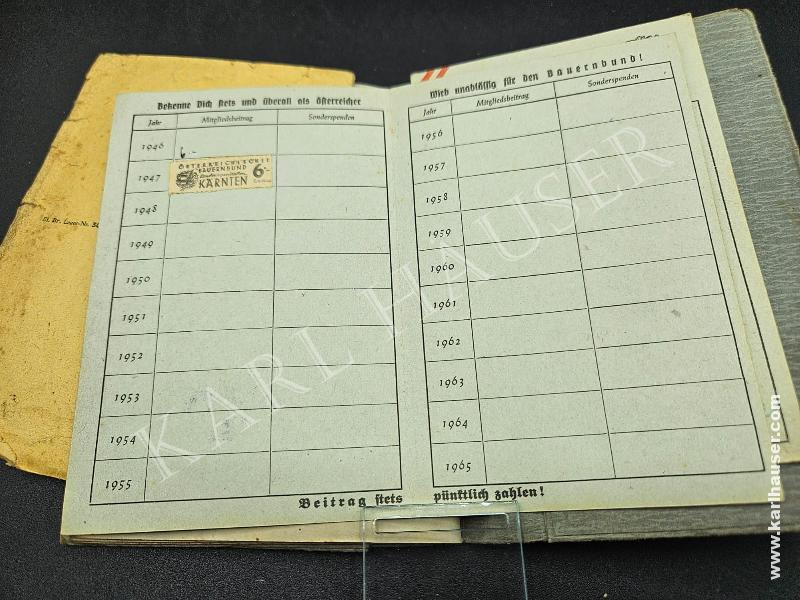 Bekenne Dich stets und überall als Österreicher
Jahr Mitgliedsbeitrag Sonderspenden
1946 6.-
1947
ÖSTERREICHISCHER
BAUERNBUND
KÄRNTEN
6.-
1948
1949
1950
1951
1952
1953
1954
1955
Beitrag stets
Wirb unablässig für den Bauernbund!
Jahr Mitgliedsbeitrag Sonderspenden
1956
1957
1958
1959
1960
1961
1962
1963
1964
1965
pünktlich zahlen!
KARL HAUSER
www.karlhauser.com